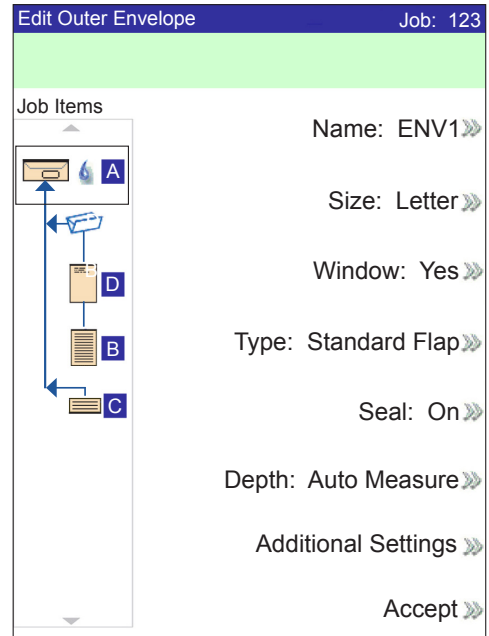 Edit Outer Envelope Job: 123
Job Items
Name: ENV1
Size: Letter
Window: Yes
Type: Standard Flap
Seal: On
Depth: Auto Measure
Additional Settings
Accept
A
D
B
C